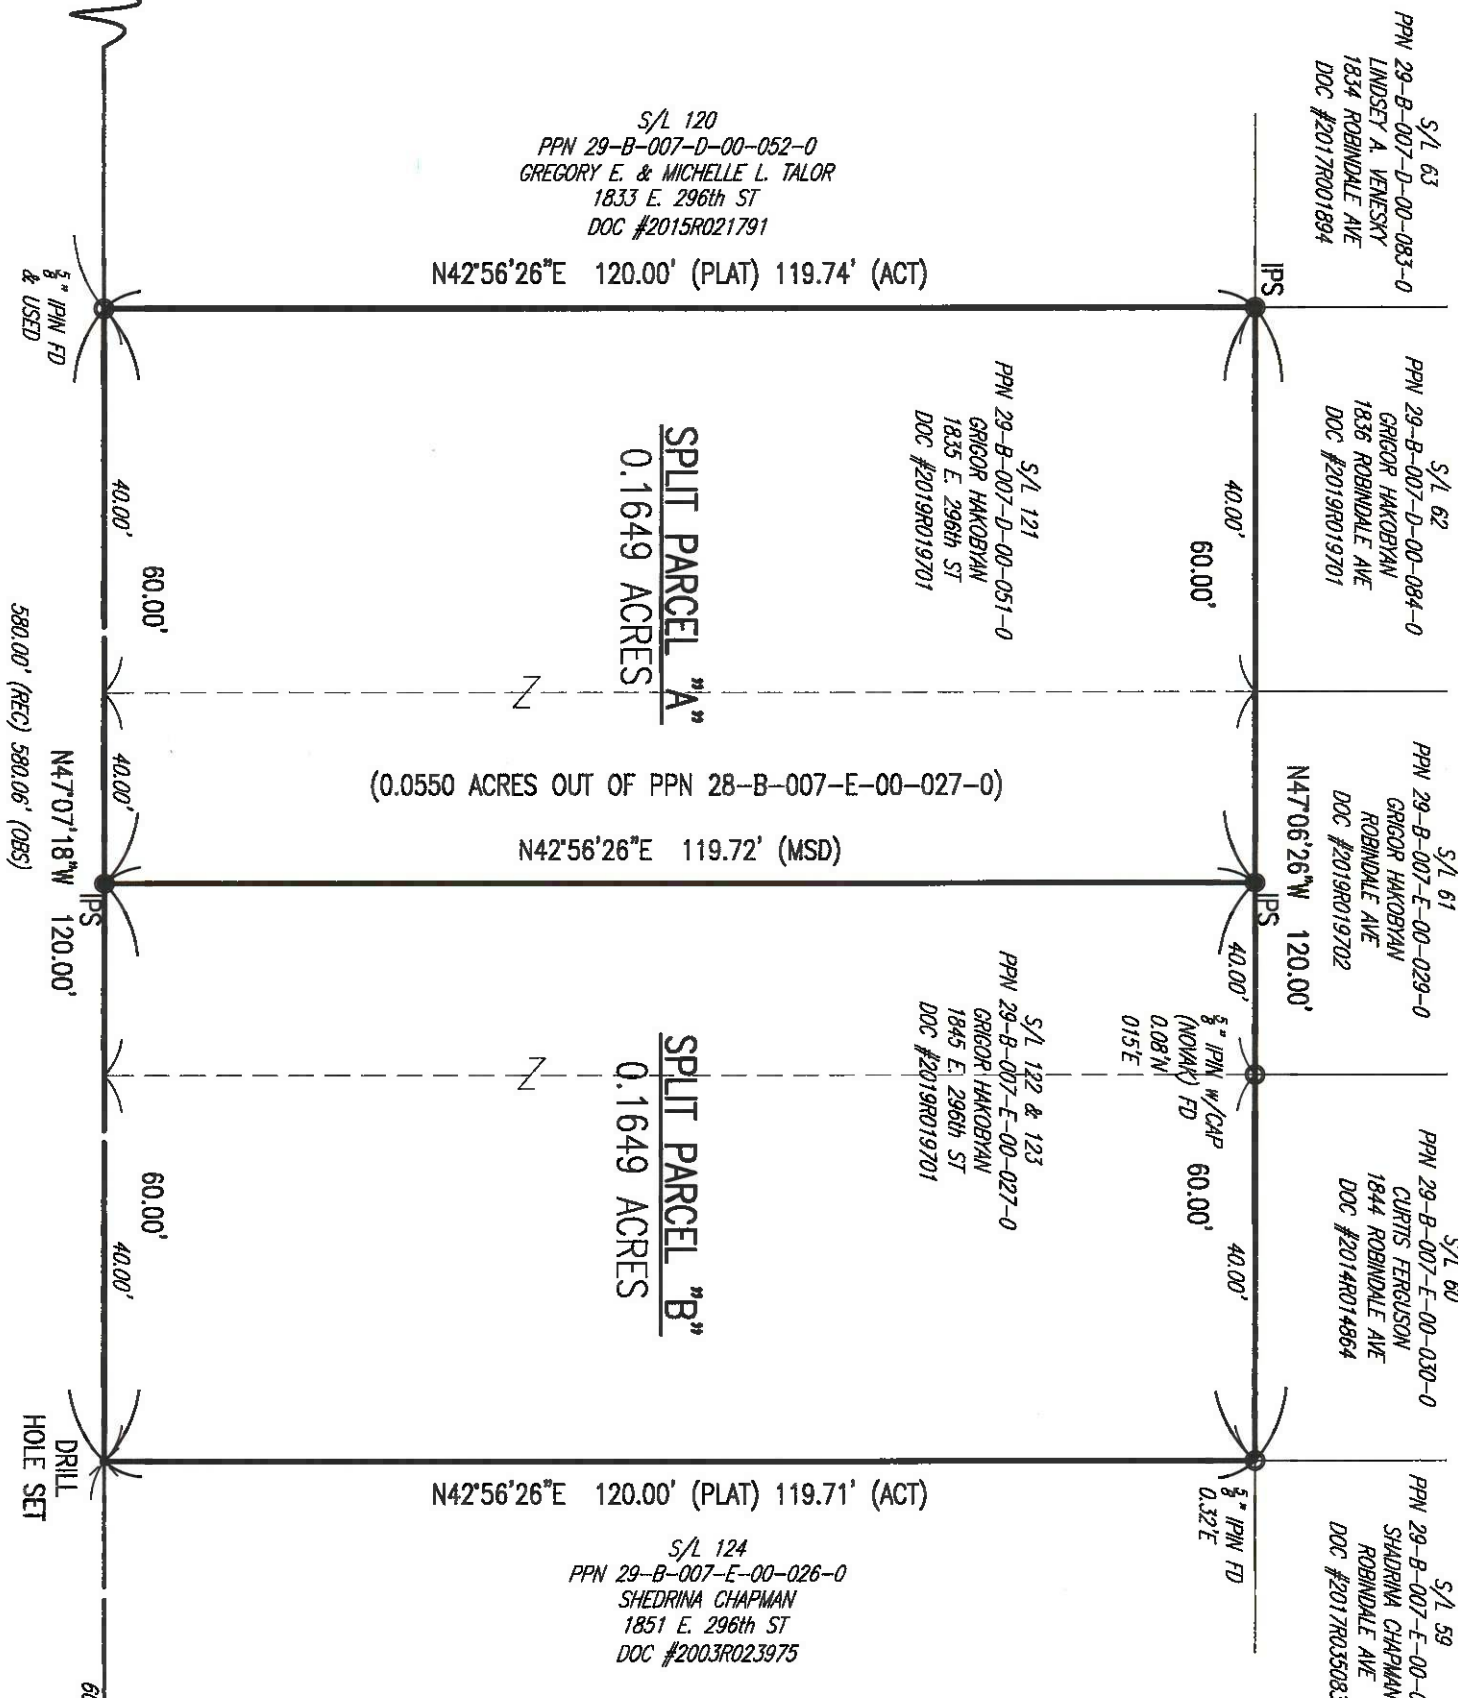 S/L 63
PPN 29-B-007-D-00-083-0
LINDSEY A. VENESKY
1834 ROBINDALE AVE
DOC #2017R001894
S/L 62
PPN 29-B-007-D-00-084-0
GRIGOR HAKOBYAN
1836 ROBINDALE AVE
DOC #2019R019701
S/L 61
PPN 29-B-007-E-00-029-0
GRIGOR HAKOBYAN
ROBINDALE AVE
DOC #2019R019702
S/L 60
PPN 29-B-007-E-00-030-0
CURTIS FERGUSON
1844 ROBINDALE AVE
DOC #2014R014864
S/L 59
PPN 29-B-007-E-00-
SHADRINA CHAPMAN
ROBINDALE AVE
DOC #2017R035083
S/L 120
PPN 29-B-007-D-00-052-0
GREGORY E. & MICHELLE L. TALOR
1833 E. 296th ST
DOC #2015R021791
N42°56'26"E 120.00' (PLAT) 119.74' (ACT)
IPS
40.00'
60.00'
N47°06'26"W 120.00'
IPS
40.00'
5/8" IPIN W/CAP
(NOVAK) FD
0.08'N
015'E
60.00'
40.00'
5/8" IPIN FD
0.32'E
S/L 121
PPN 29-B-007-D-00-051-0
GRIGOR HAKOBYAN
1835 E. 296th ST
DOC #2019R019701
SPLIT PARCEL "A"
0.1649 ACRES
Z
(0.0550 ACRES OUT OF PPN 28-B-007-E-00-027-0)
N42°56'26"E 119.72' (MSD)
S/L 122 & 123
PPN 29-B-007-E-00-027-0
GRIGOR HAKOBYAN
1845 E. 296th ST
DOC #2019R019701
SPLIT PARCEL "B"
0.1649 ACRES
Z
N42°56'26"E 120.00' (PLAT) 119.71' (ACT)
S/L 124
PPN 29-B-007-E-00-026-0
SHEDRINA CHAPMAN
1851 E. 296th ST
DOC #2003R023975
5/8" IPIN FD
& USED
40.00'
60.00'
40.00'
IPS
N47°07'18"W 120.00'
580.00' (REC) 580.06' (OBS)
60.00'
40.00'
DRILL
HOLE SET